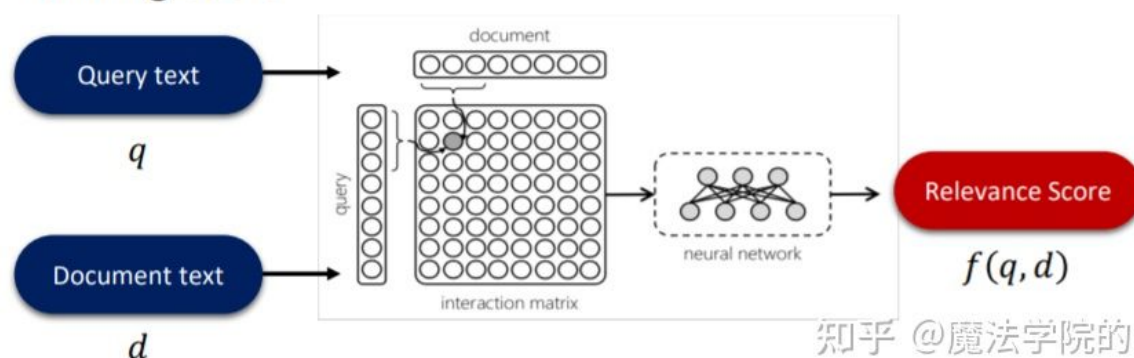 document
Query text
q
query
Relevance Score
neural network
f(q,d)
Document text
interaction matrix
d
知乎 @魔法学院的